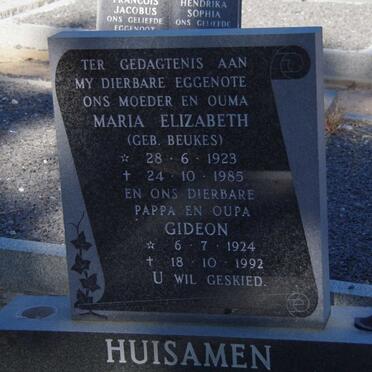 FRANCOIS
JACOBUS
ONS GELIEFDE
EGGENOOT
HENDRIKA
SOPHIA
ONS GELIEFDE
TER GEDAGTENIS AAN
MY DIERBARE EGGENOTE
ONS MOEDER EN OUMA
MARIA ELIZABETH
(GEB. BEUKES)
☆ 28 - 6 - 1923
✝ 24 - 10 - 1985
EN ONS DIERBARE
PAPPA EN OUPA
GIDEON
☆ 6 - 7 - 1924
✝ 18 - 10 - 1992
U WIL GESKIED.
HUISAMEN